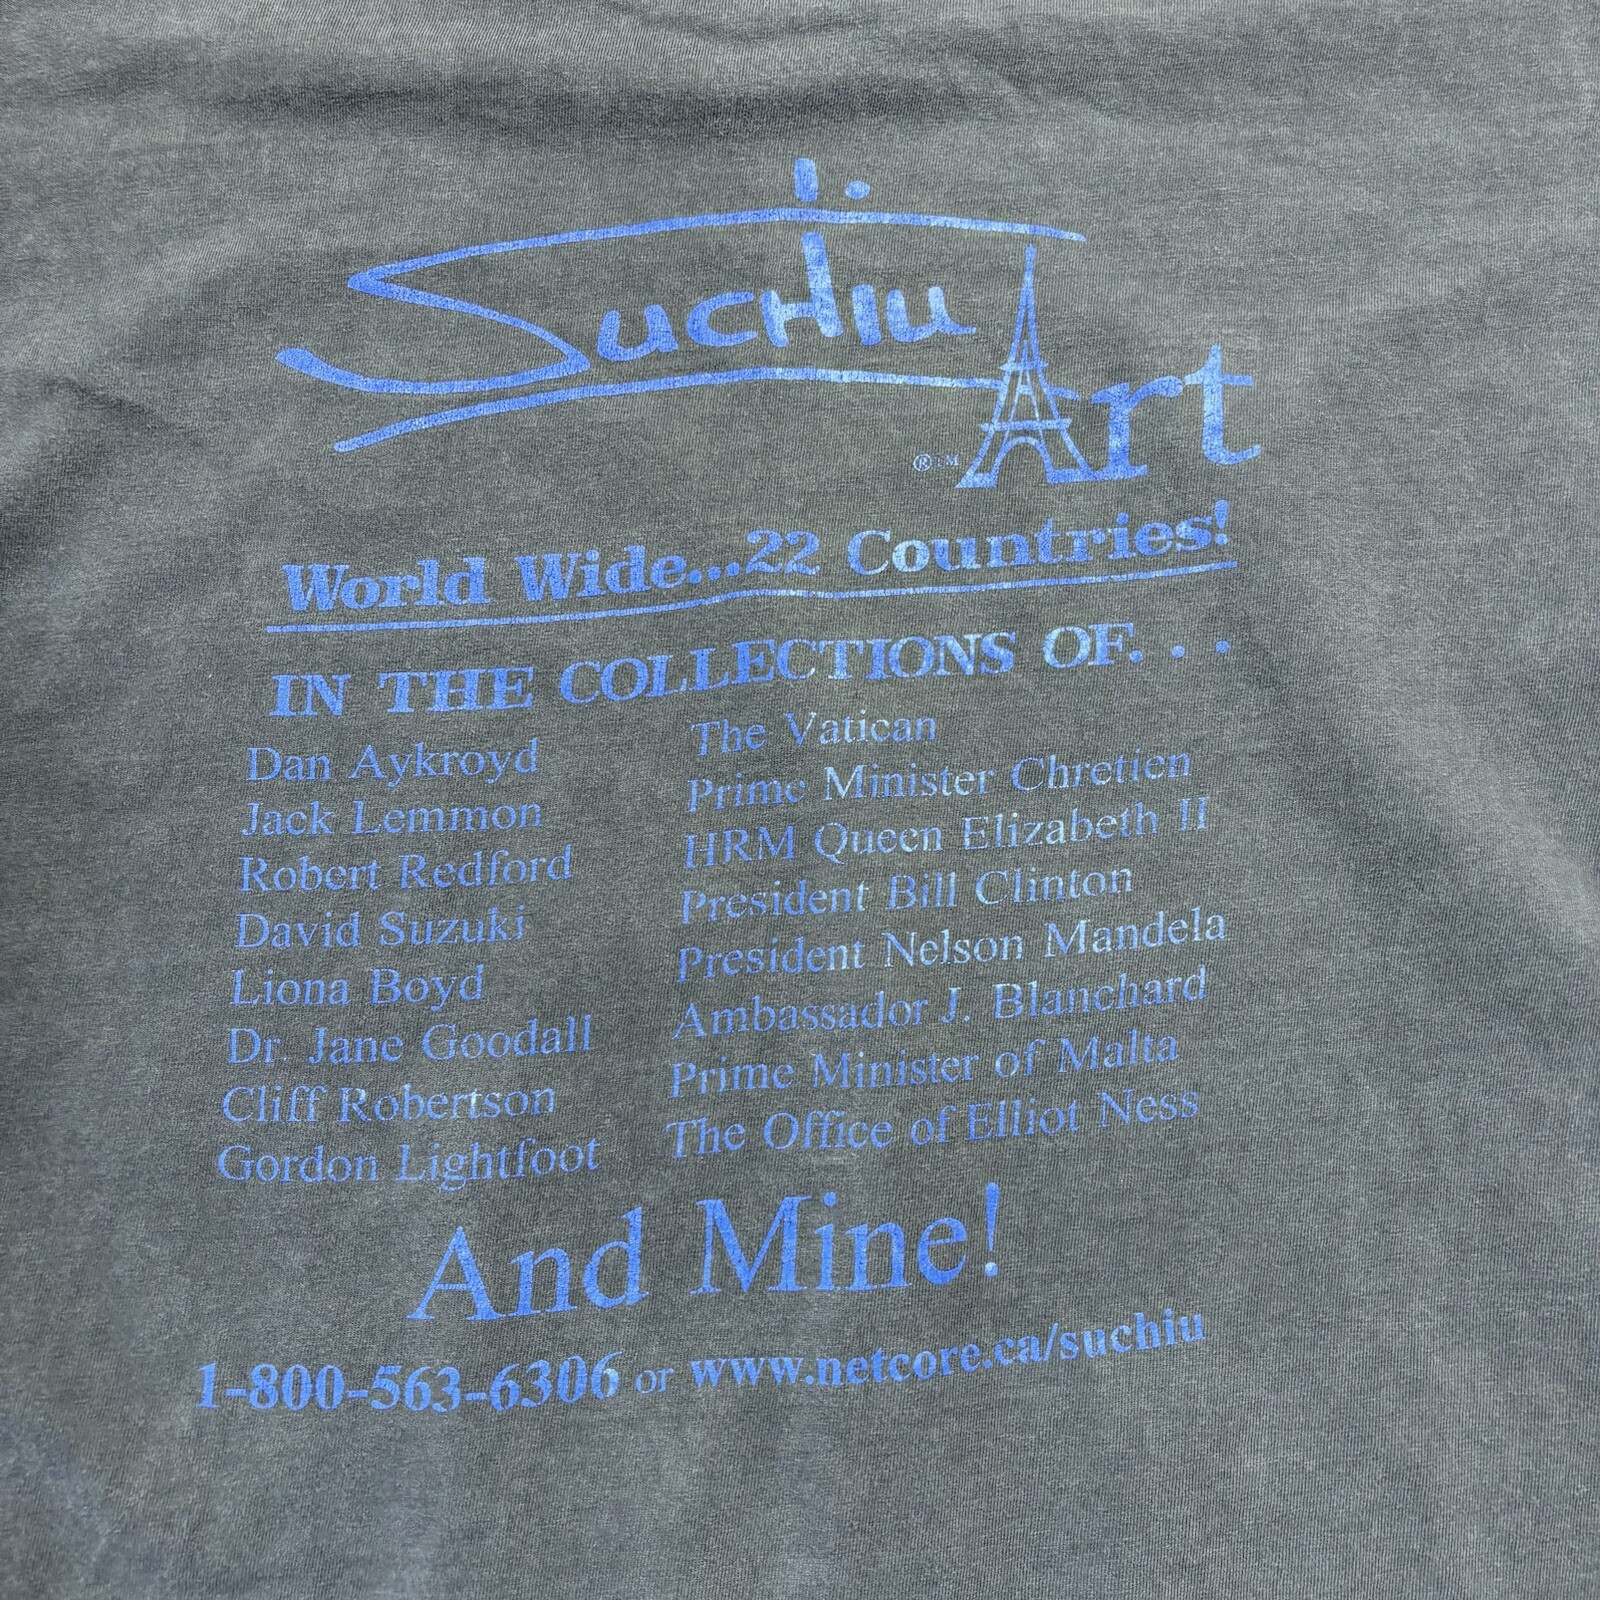 i. Suchiu Art
®™
World Wide...22 Countries!
IN THE COLLECTIONS OF. . .
Dan Aykroyd
Jack Lemmon
Robert Redford
David Suzuki
Liona Boyd
Dr. Jane Goodall
Cliff Robertson
Gordon Lightfoot
The Vatican
Prime Minister Chretien
HRM Queen Elizabeth II
President Bill Clinton
President Nelson Mandela
Ambassador J. Blanchard
Prime Minister of Malta
The Office of Elliot Ness
And Mine!
1-800-563-6306 or www.netcore.ca/suchiu